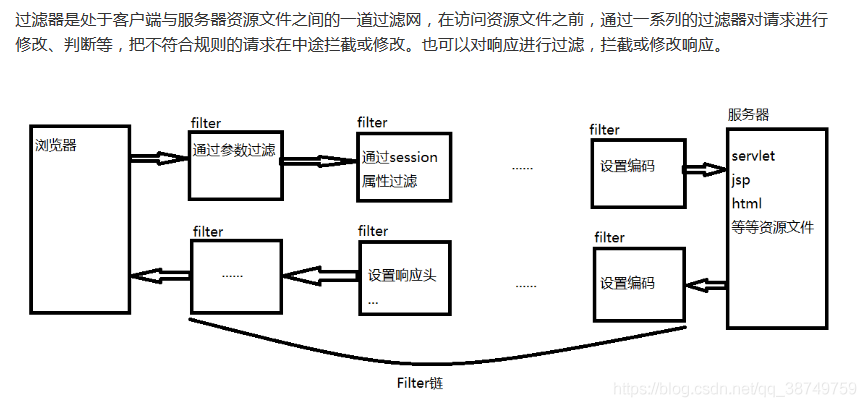 过滤器是处于客户端与服务器资源文件之间的一道过滤网，在访问资源文件之前，通过一系列的过滤器对请求进行
修改、判断等，把不符合规则的请求在中途拦截或修改。也可以对响应进行过滤，拦截或修改响应。
服务器
filter
filter
filter
浏览器
通过参数过滤
通过session
属性过滤
......
设置编码
servlet
jsp
html
等等资源文件
filter
filter
filter
......
设置响应头
...
......
设置编码
Filter链
https://blog.csdn.net/qq_38749759